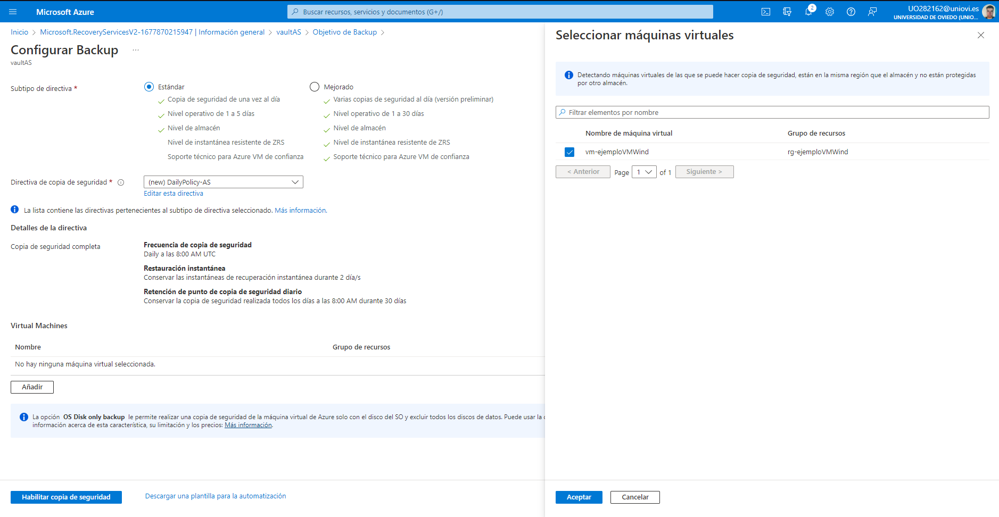 Microsoft Azure
Buscar recursos, servicios y documentos (G+/)
2
UO282162@uniovi.es
UNIVERSIDAD DE OVIEDO (UNIO...
Inicio > Microsoft.RecoveryServicesV2-1677870215947 | Información general > vaultAS > Objetivo de Backup >
Configurar Backup ...
vaultAS
Subtipo de directiva *
Estándar
Copia de seguridad de una vez al día
Nivel operativo de 1 a 5 días
Nivel de almacén
Nivel de instantánea resistente de ZRS
Soporte técnico para Azure VM de confianza
Mejorado
Varias copias de seguridad al día (versión preliminar)
Nivel operativo de 1 a 30 días
Nivel de almacén
Nivel de instantánea resistente de ZRS
Soporte técnico para Azure VM de confianza
Directiva de copia de seguridad *
(new) DailyPolicy-AS
Editar esta directiva
La lista contiene las directivas pertenecientes al subtipo de directiva seleccionado. Más información.
Detalles de la directiva
Copia de seguridad completa
Frecuencia de copia de seguridad
Daily a las 8:00 AM UTC
Restauración instantánea
Conservar las instantáneas de recuperación instantánea durante 2 día/s
Retención de punto de copia de seguridad diario
Conservar la copia de seguridad realizada todos los días a las 8:00 AM durante 30 días
Virtual Machines
Nombre Grupo de recursos
No hay ninguna máquina virtual seleccionada.
Añadir
La opción OS Disk only backup le permite realizar una copia de seguridad de la máquina virtual de Azure solo con el disco del SO y excluir todos los discos de datos. Puede usar la
información acerca de esta característica, su limitación y los precios: Más información.
Habilitar copia de seguridad
Descargar una plantilla para la automatización
Seleccionar máquinas virtuales
Detectando máquinas virtuales de las que se puede hacer copia de seguridad, están en la misma región que el almacén y no están protegidas
por otro almacén.
Filtrar elementos por nombre
Nombre de máquina virtual Grupo de recursos
vm-ejemploVMWind rg-ejemploVMWind
< Anterior Page 1 of 1 Siguiente >
Aceptar Cancelar